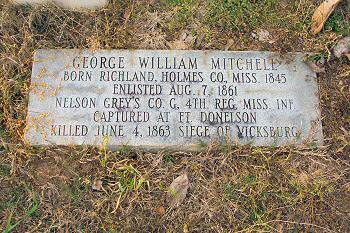 GEORGE WILLIAM MITCHELL
BORN RICHLAND, HOLMES CO., MISS. 1845
ENLISTED AUG. 7, 1861
NELSON GREY'S CO. G. 4TH. REG. MISS. INF.
CAPTURED AT FT. DONELSON
KILLED JUNE 4, 1863 SIEGE OF VICKSBURG